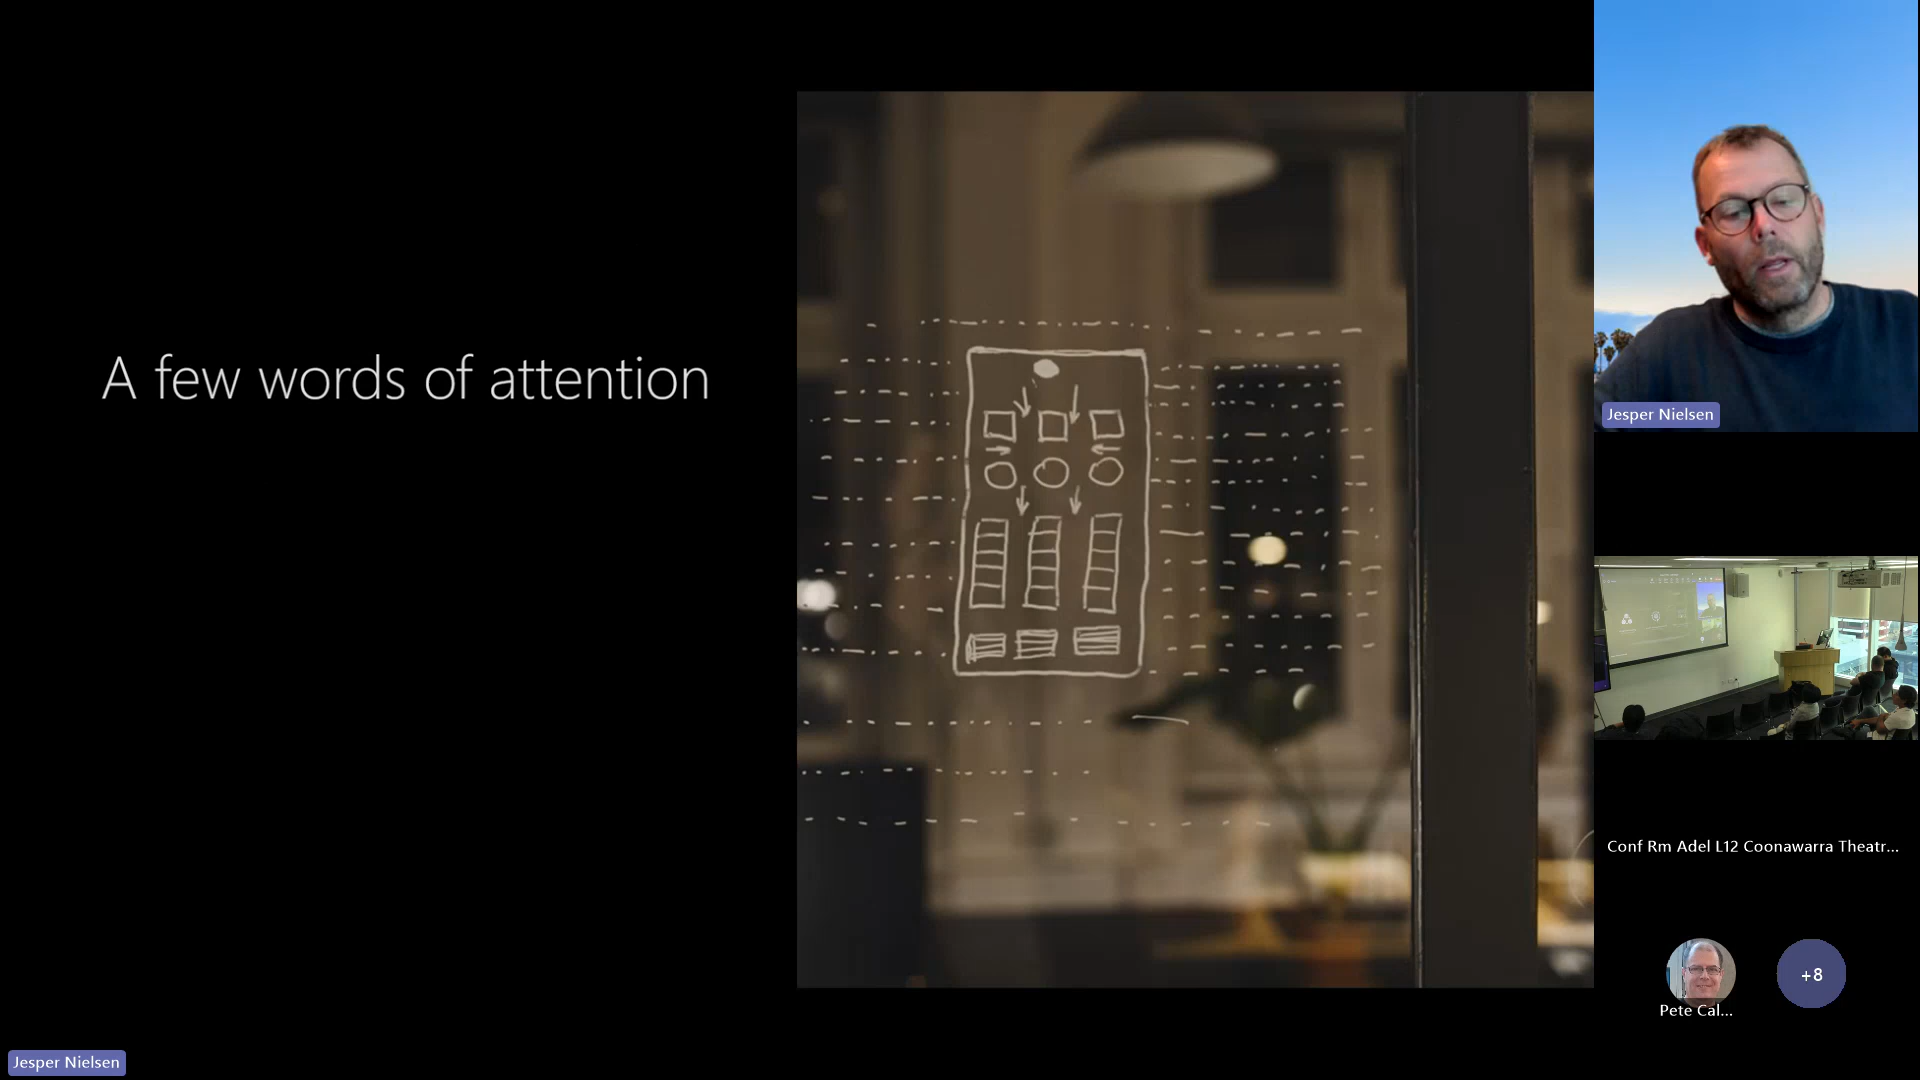 A few words of attention
Jesper Nielsen
Conf Rm Adel L12 Coonawarra Theatr...
+8
Pete Cal...
Jesper Nielsen